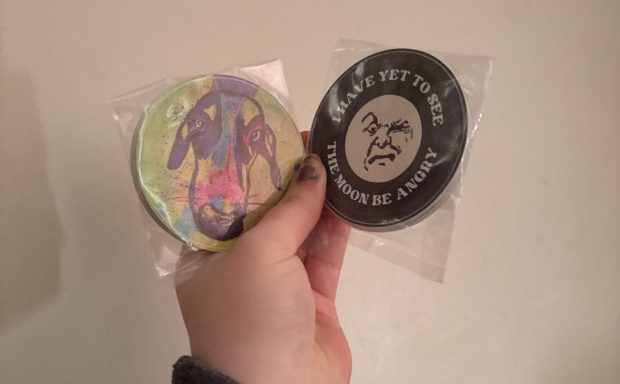 I HAVE YET TO SEE
THE MOON BE ANGRY